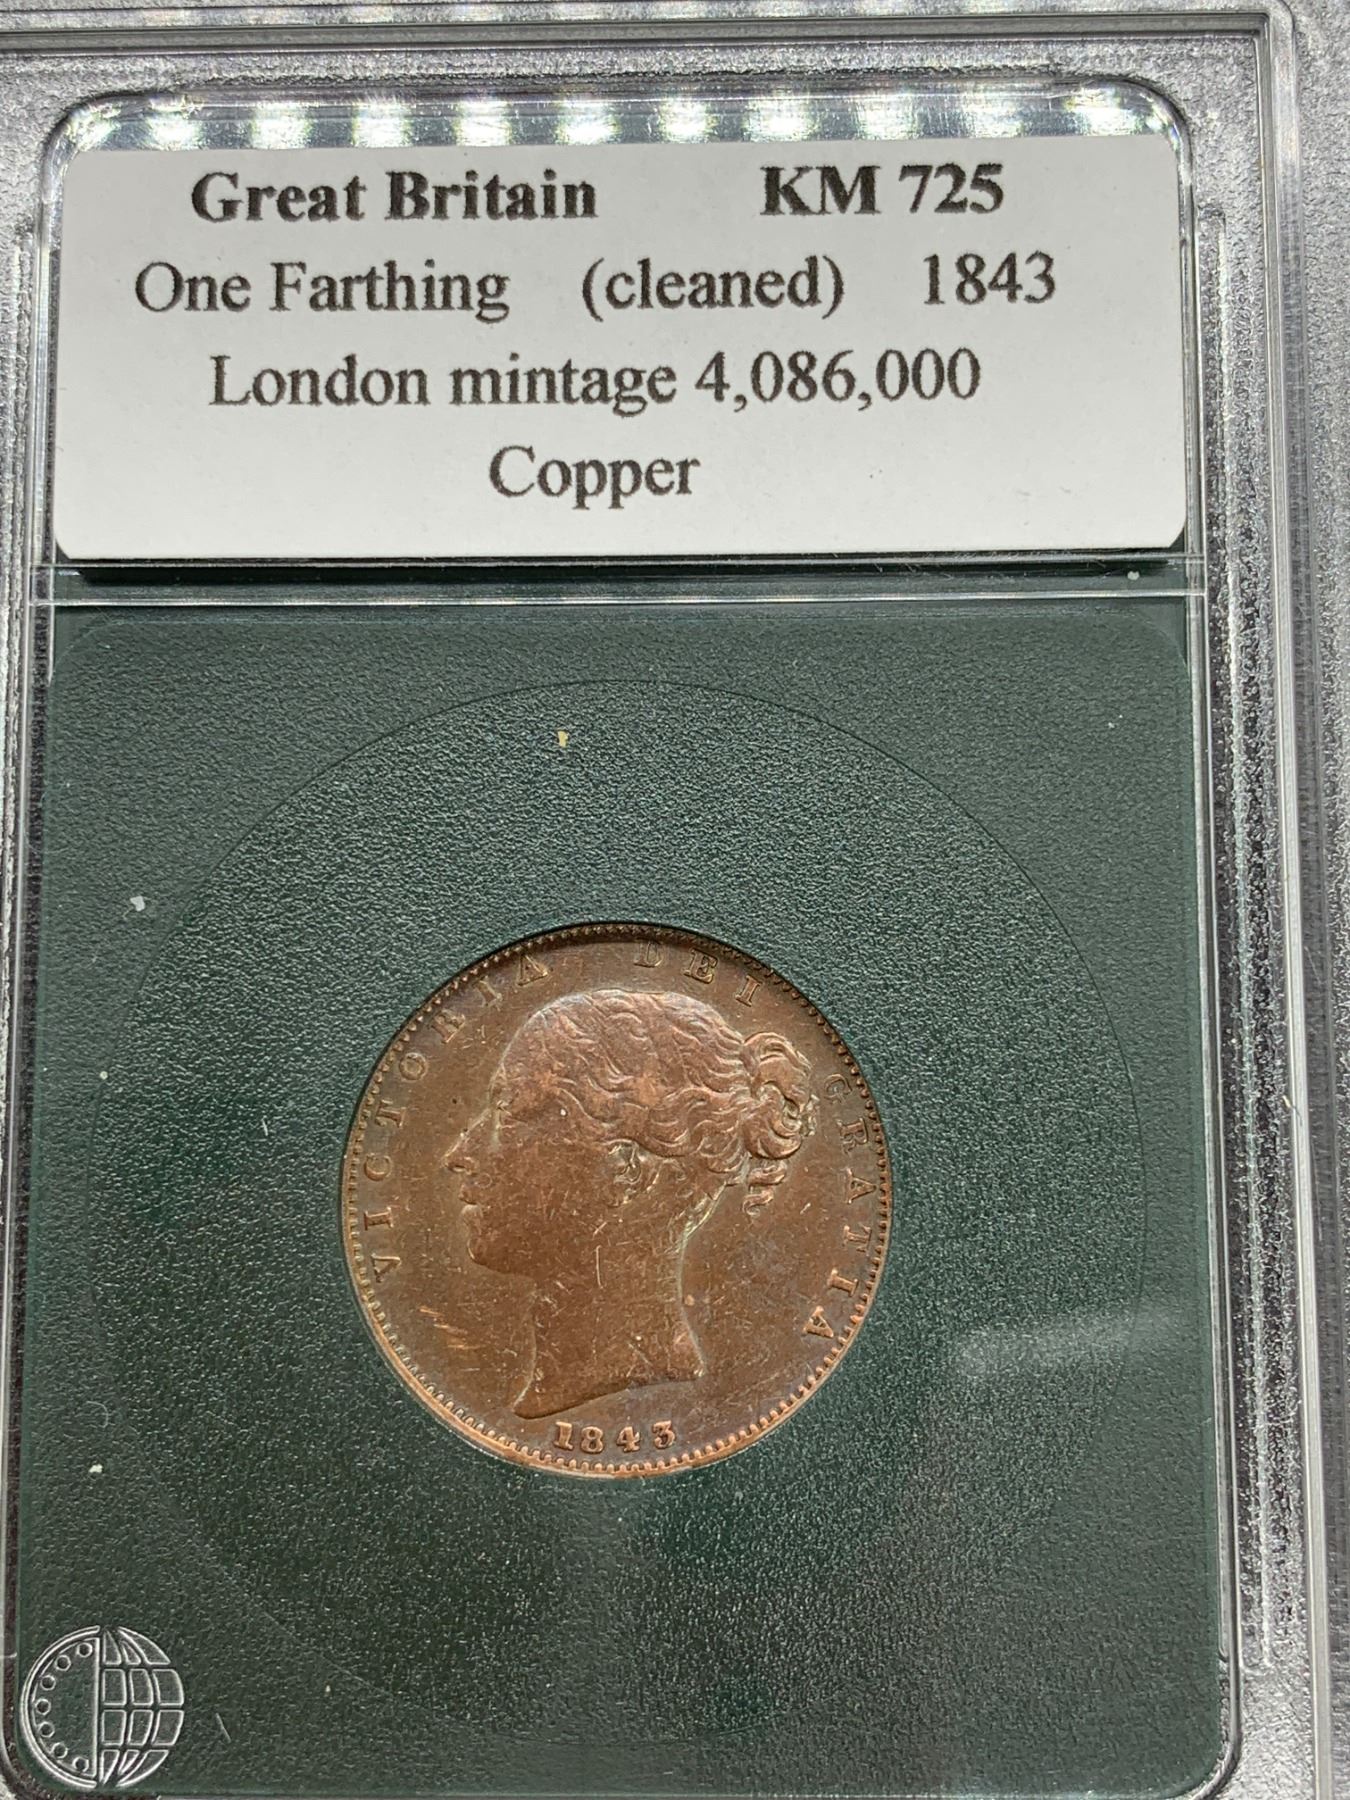 Great Britain KM 725
One Farthing (cleaned) 1843
London mintage 4,086,000
Copper
VICTORIA DEI GRATIA
1843